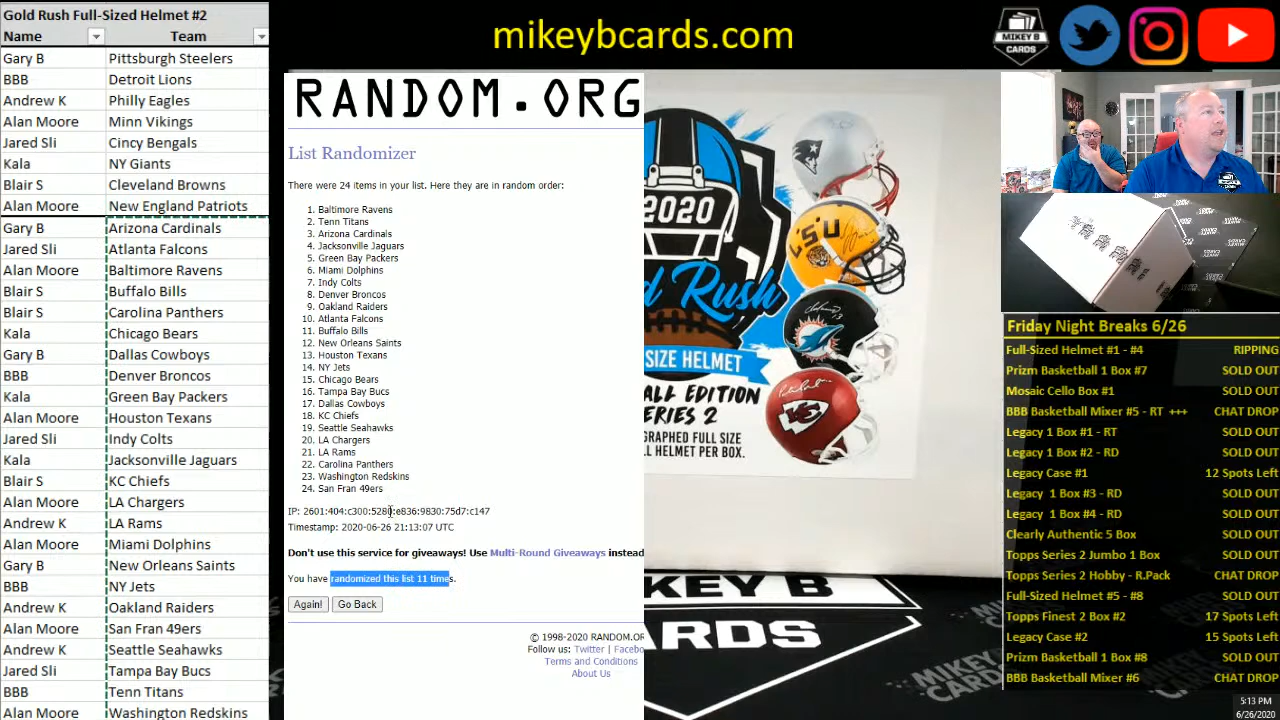 Gold Rush Full-Sized Helmet #2
Name Team
Gary B Pittsburgh Steelers
BBB Detroit Lions
Andrew K Philly Eagles
Alan Moore Minn Vikings
Jared Sli Cincy Bengals
Kala NY Giants
Blair S Cleveland Browns
Alan Moore New England Patriots
Gary B Arizona Cardinals
Jared Sli Atlanta Falcons
Alan Moore Baltimore Ravens
Blair S Buffalo Bills
Blair S Carolina Panthers
Kala Chicago Bears
Gary B Dallas Cowboys
BBB Denver Broncos
Kala Green Bay Packers
Alan Moore Houston Texans
Jared Sli Indy Colts
Kala Jacksonville Jaguars
Blair S KC Chiefs
Alan Moore LA Chargers
Andrew K LA Rams
Alan Moore Miami Dolphins
Gary B New Orleans Saints
BBB NY Jets
Andrew K Oakland Raiders
Alan Moore San Fran 49ers
Andrew K Seattle Seahawks
Jared Sli Tampa Bay Bucs
BBB Tenn Titans
Alan Moore Washington Redskins
mikeybcards.com
MIKEY B
CARDS
RANDOM.ORG
List Randomizer
There were 24 items in your list. Here they are in random order:
1. Baltimore Ravens
2. Tenn Titans
3. Arizona Cardinals
4. Jacksonville Jaguars
5. Green Bay Packers
6. Miami Dolphins
7. Indy Colts
8. Denver Broncos
9. Oakland Raiders
10. Atlanta Falcons
11. Buffalo Bills
12. New Orleans Saints
13. Houston Texans
14. NY Jets
15. Chicago Bears
16. Tampa Bay Bucs
17. Dallas Cowboys
18. KC Chiefs
19. Seattle Seahawks
20. LA Chargers
21. LA Rams
22. Carolina Panthers
23. Washington Redskins
24. San Fran 49ers
IP: 2601:404:c300:5280:e836:9830:75d7:c147
Timestamp: 2020-06-26 21:13:07 UTC
Don't use this service for giveaways! Use Multi-Round Giveaways instead
You have randomized this list 11 times.
Again! Go Back
© 1998-2020 RANDOM.OR
Follow us: Twitter | Facebo
Terms and Conditions
About Us
2020
d Rush
SIZE HELMET
ALL EDITION
ERIES 2
GRAPHED FULL SIZE
LL HELMET PER BOX.
LSU
MIKEY B
CARDS
Friday Night Breaks 6/26
Full-Sized Helmet #1 - #4 RIPPING
Prizm Basketball 1 Box #7 SOLD OUT
Mosaic Cello Box #1 SOLD OUT
BBB Basketball Mixer #5 - RT +++ CHAT DROP
Legacy 1 Box #1 - RT SOLD OUT
Legacy 1 Box #2 - RD SOLD OUT
Legacy Case #1 12 Spots Left
Legacy 1 Box #3 - RD SOLD OUT
Legacy 1 Box #4 - RD SOLD OUT
Clearly Authentic 5 Box SOLD OUT
Topps Series 2 Jumbo 1 Box SOLD OUT
Topps Series 2 Hobby - R.Pack CHAT DROP
Full-Sized Helmet #5 - #8 SOLD OUT
Topps Finest 2 Box #2 17 Spots Left
Legacy Case #2 15 Spots Left
Prizm Basketball 1 Box #8 SOLD OUT
BBB Basketball Mixer #6 CHAT DROP
5:13 PM
6/26/2020